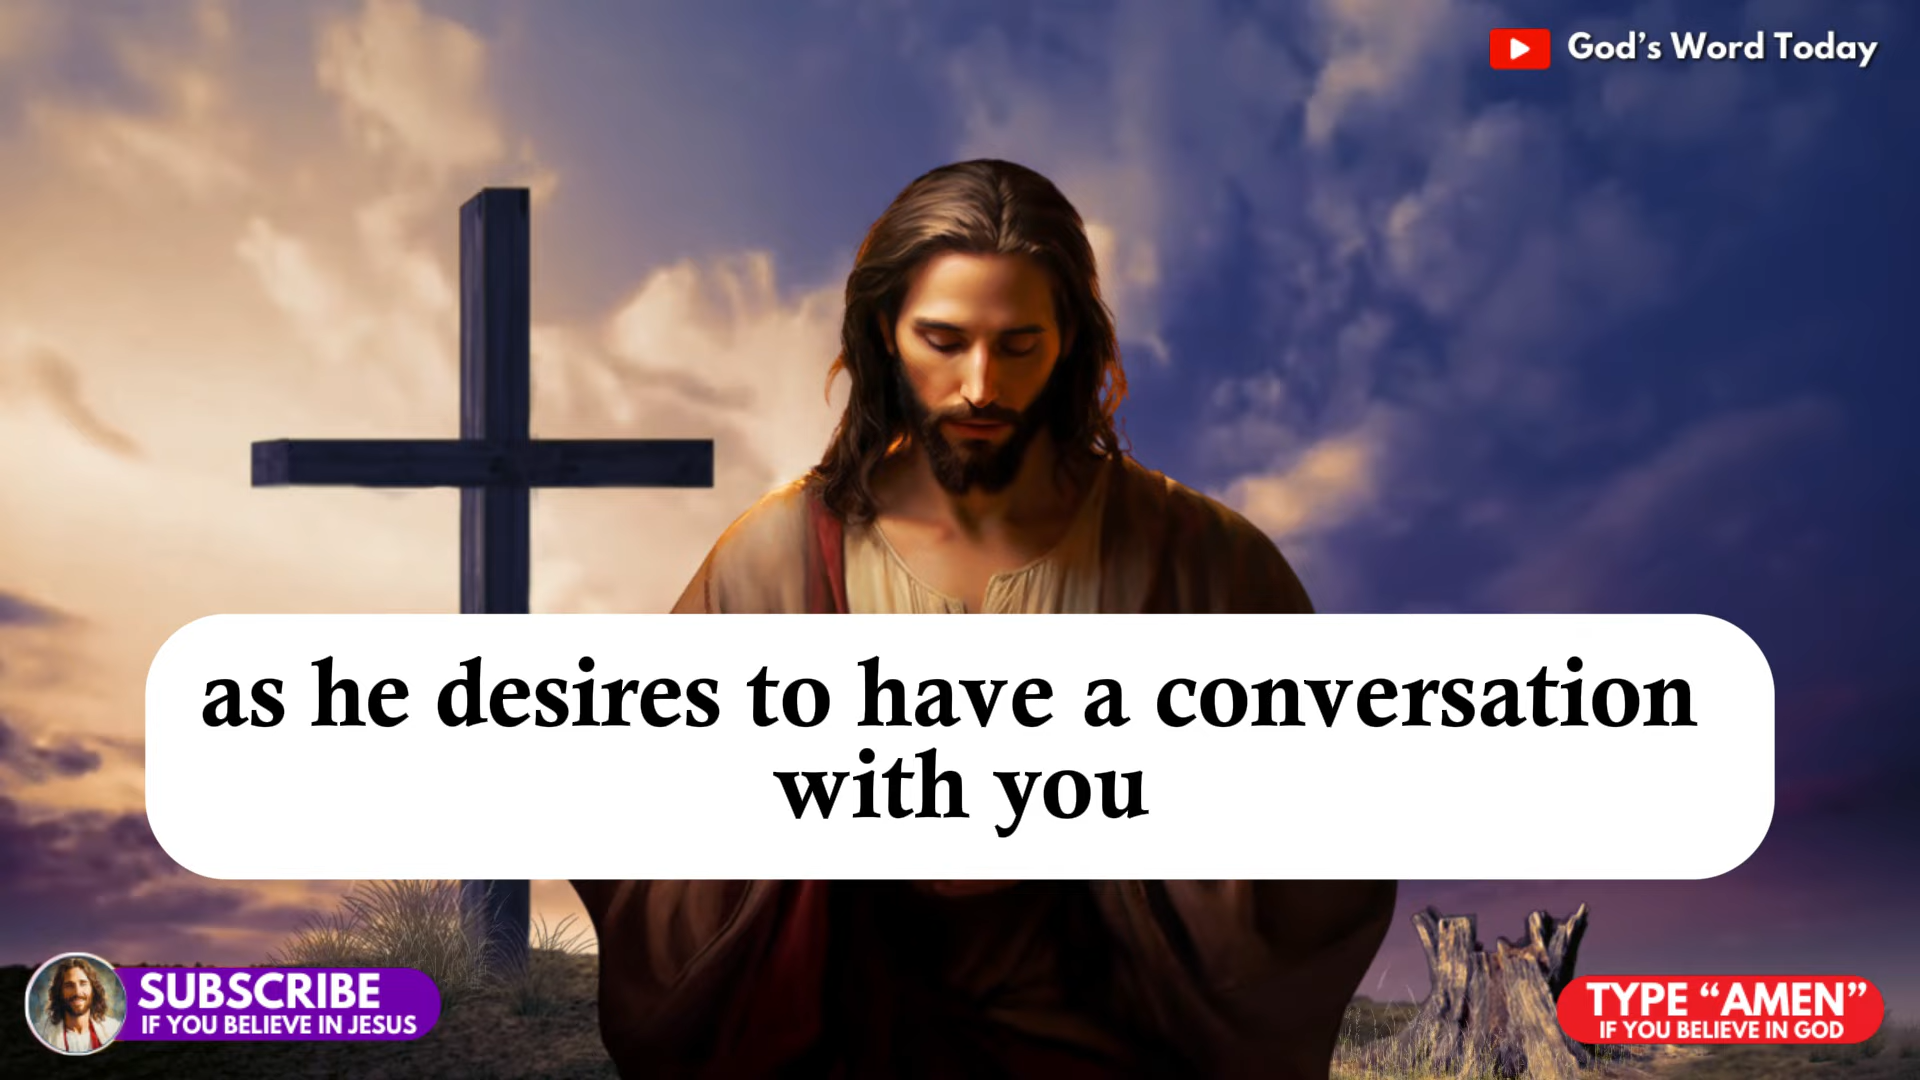 God's Word Today
as he desires to have a conversation
with you
SUBSCRIBE
IF YOU BELIEVE IN JESUS
TYPE “AMEN”
IF YOU BELIEVE IN GOD